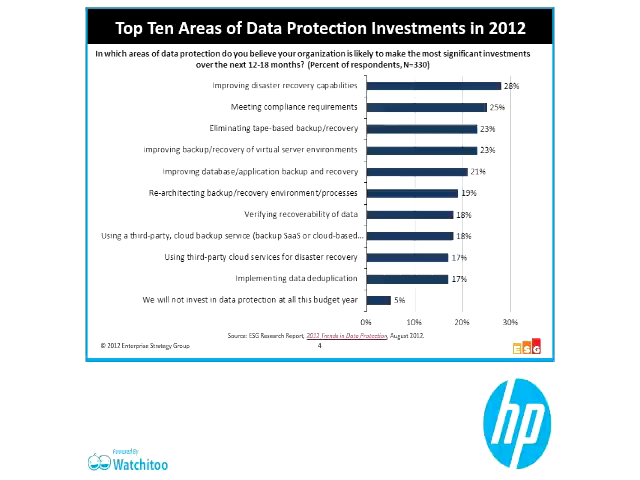 Top Ten Areas of Data Protection Investments in 2012
In which areas of data protection do you believe your organization is likely to make the most significant investments
over the next 12-18 months? (Percent of respondents, N=330)
Improving disaster recovery capabilities 28%
Meeting compliance requirements 25%
Eliminating tape-based backup/recovery 23%
Improving backup/recovery of virtual server environments 23%
Improving database/application backup and recovery 21%
Re-architecting backup/recovery environment/processes 19%
Verifying recoverability of data 18%
Using a third-party, cloud backup service (backup SaaS or cloud-based... 18%
Using third-party cloud services for disaster recovery 17%
Implementing data deduplication 17%
We will not invest in data protection at all this budget year 5%
0% 10% 20% 30%
Source: ESG Research Report, 2012 Trends in Data Protection, August 2012.
© 2012 Enterprise Strategy Group 4 ESG
hp
Powered By
Watchitoo